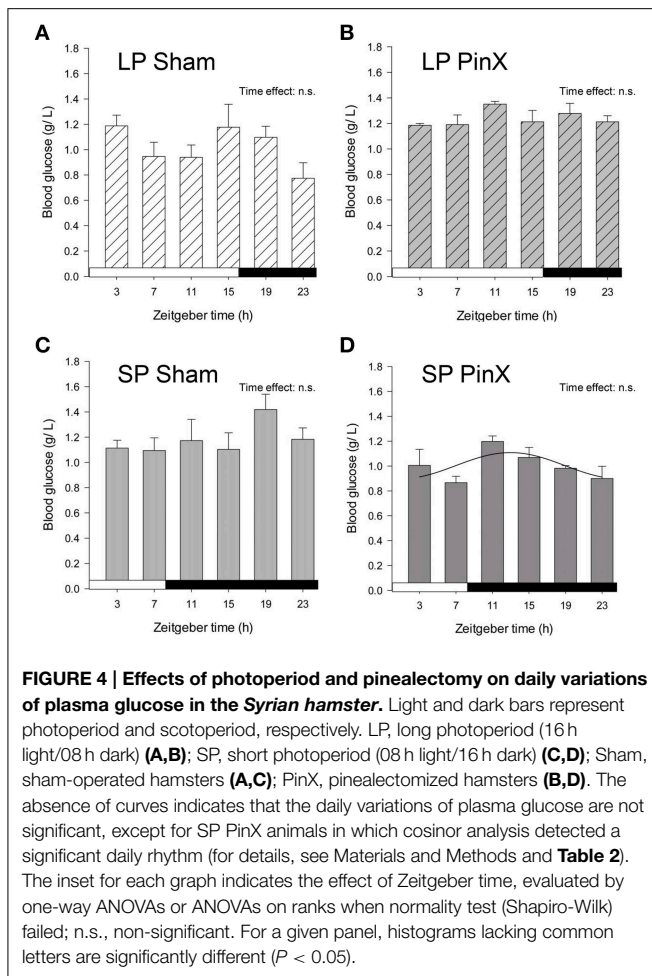 A
LP Sham
Time effect: n.s.
Blood glucose (g/ L)
1.8
1.6
1.4
1.2
1.0
0.8
0.6
0.4
0.2
0.0
3 7 11 15 19 23
Zeitgeber time (h)
B
LP PinX
Time effect: n.s.
Blood glucose (g/ L)
1.8
1.6
1.4
1.2
1.0
0.8
0.6
0.4
0.2
0.0
3 7 11 15 19 23
Zeitgeber time (h)
C
SP Sham
Time effect: n.s.
Blood glucose (g/ L)
1.8
1.6
1.4
1.2
1.0
0.8
0.6
0.4
0.2
0.0
3 7 11 15 19 23
Zeitgeber time (h)
D
SP PinX
Time effect: n.s.
Blood glucose (g/ L)
1.8
1.6
1.4
1.2
1.0
0.8
0.6
0.4
0.2
0.0
3 7 11 15 19 23
Zeitgeber time (h)
FIGURE 4 | Effects of photoperiod and pinealectomy on daily variations
of plasma glucose in the Syrian hamster. Light and dark bars represent
photoperiod and scotoperiod, respectively. LP, long photoperiod (16 h
light/08 h dark) (A,B); SP, short photoperiod (08 h light/16 h dark) (C,D); Sham,
sham-operated hamsters (A,C); PinX, pinealectomized hamsters (B,D). The
absence of curves indicates that the daily variations of plasma glucose are not
significant, except for SP PinX animals in which cosinor analysis detected a
significant daily rhythm (for details, see Materials and Methods and Table 2).
The inset for each graph indicates the effect of Zeitgeber time, evaluated by
one-way ANOVAs or ANOVAs on ranks when normality test (Shapiro-Wilk)
failed; n.s., non-significant. For a given panel, histograms lacking common
letters are significantly different (P < 0.05).